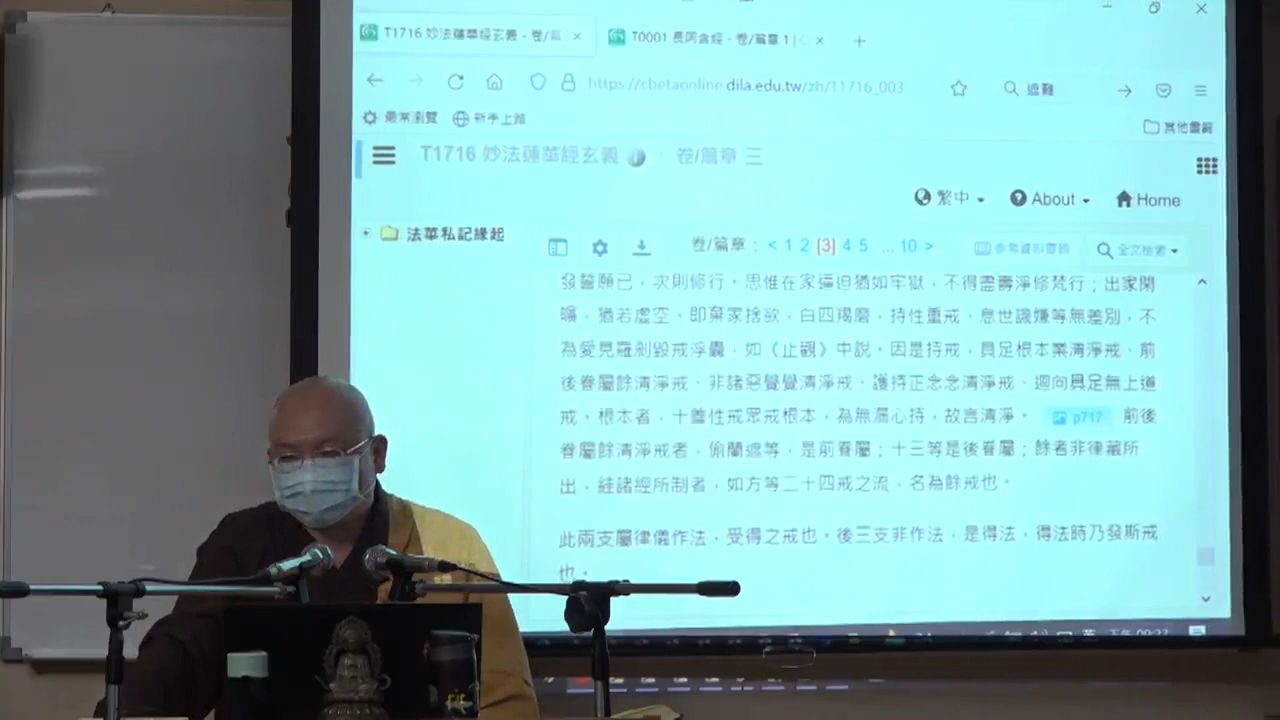 T1716 妙法蓮華經玄義 - 卷/篇
T0001 長阿含經 - 卷/篇章 1 |
https://cbetaonline.dila.edu.tw/zh/T1716_003
遮難
最常瀏覽 新手上路
其他書籤
T1716 妙法蓮華經玄義 / 卷/篇章
繁中 About Home
法華私記緣起
卷/篇章： < 1 2 [3] 4 5 ... 10 >
參考資料查詢 全文檢索
發誓願已，次則修行。思惟在家逼迫猶如牢獄，不得盡壽淨修梵行；出家閑
曠，猶若虛空。即棄家捨欲，白四羯磨，持性重戒、息世譏嫌等無差別，不
為愛見羅剎毀戒浮囊，如《止觀》中說。因是持戒，具足根本業清淨戒、前
後眷屬餘清淨戒、非諸惡覺覺清淨戒、護持正念念清淨戒、迴向具足無上道
戒。根本者，十善性戒眾戒根本，為無漏心持，故言清淨。 p717 前後
眷屬餘清淨戒者，偷蘭遮等，是前眷屬；十三等是後眷屬；餘者非律藏所
出，絓諸經所制者，如方等二十四戒之流，名為餘戒也。
此兩支屬律儀作法，受得之戒也。後三支非作法，是得法，得法時乃發斯戒
也。
英 下午 09:27